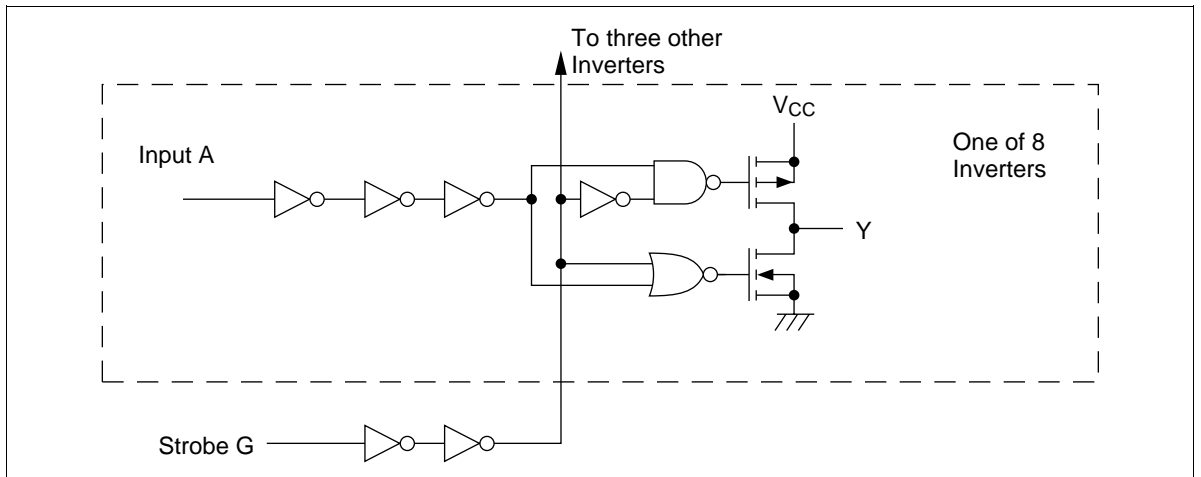 To three other
Inverters
VCC
Input A
One of 8
Inverters
Y
Strobe G